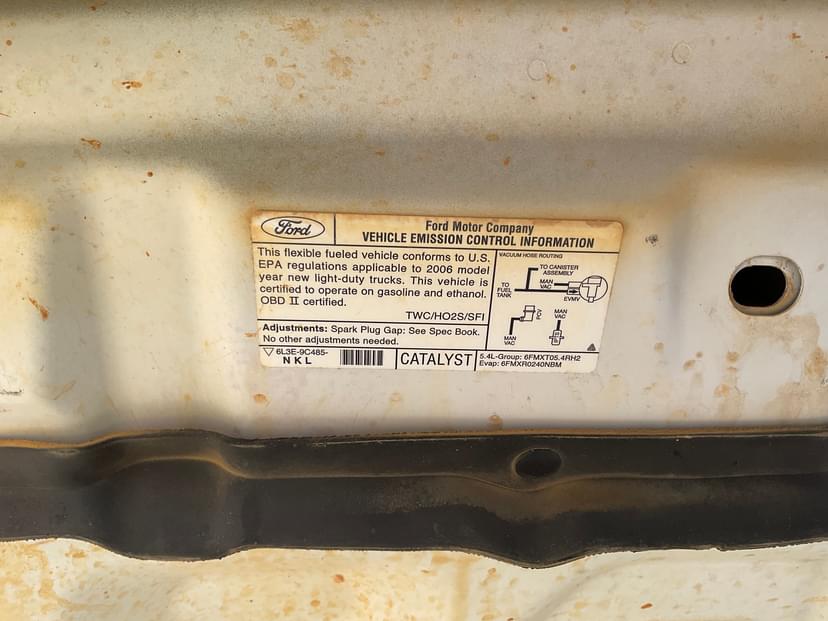 Ford
Ford Motor Company
VEHICLE EMISSION CONTROL INFORMATION
This flexible fueled vehicle conforms to U.S.
EPA regulations applicable to 2006 model
year new light-duty trucks. This vehicle is
certified to operate on gasoline and ethanol.
OBD II certified.
TWC/HO2S/SFI
Adjustments: Spark Plug Gap: See Spec Book.
No other adjustments needed.
6L3E-9C485-
NKL
CATALYST
VACUUM HOSE ROUTING
TO CANISTER
ASSEMBLY
TO
FUEL
TANK
MAN
VAC
EVMV
PCV
MAN
VAC
MAN
VAC
5.4L-Group: 6FMXT05.4RH2
Evap: 6FMXR0240NBM